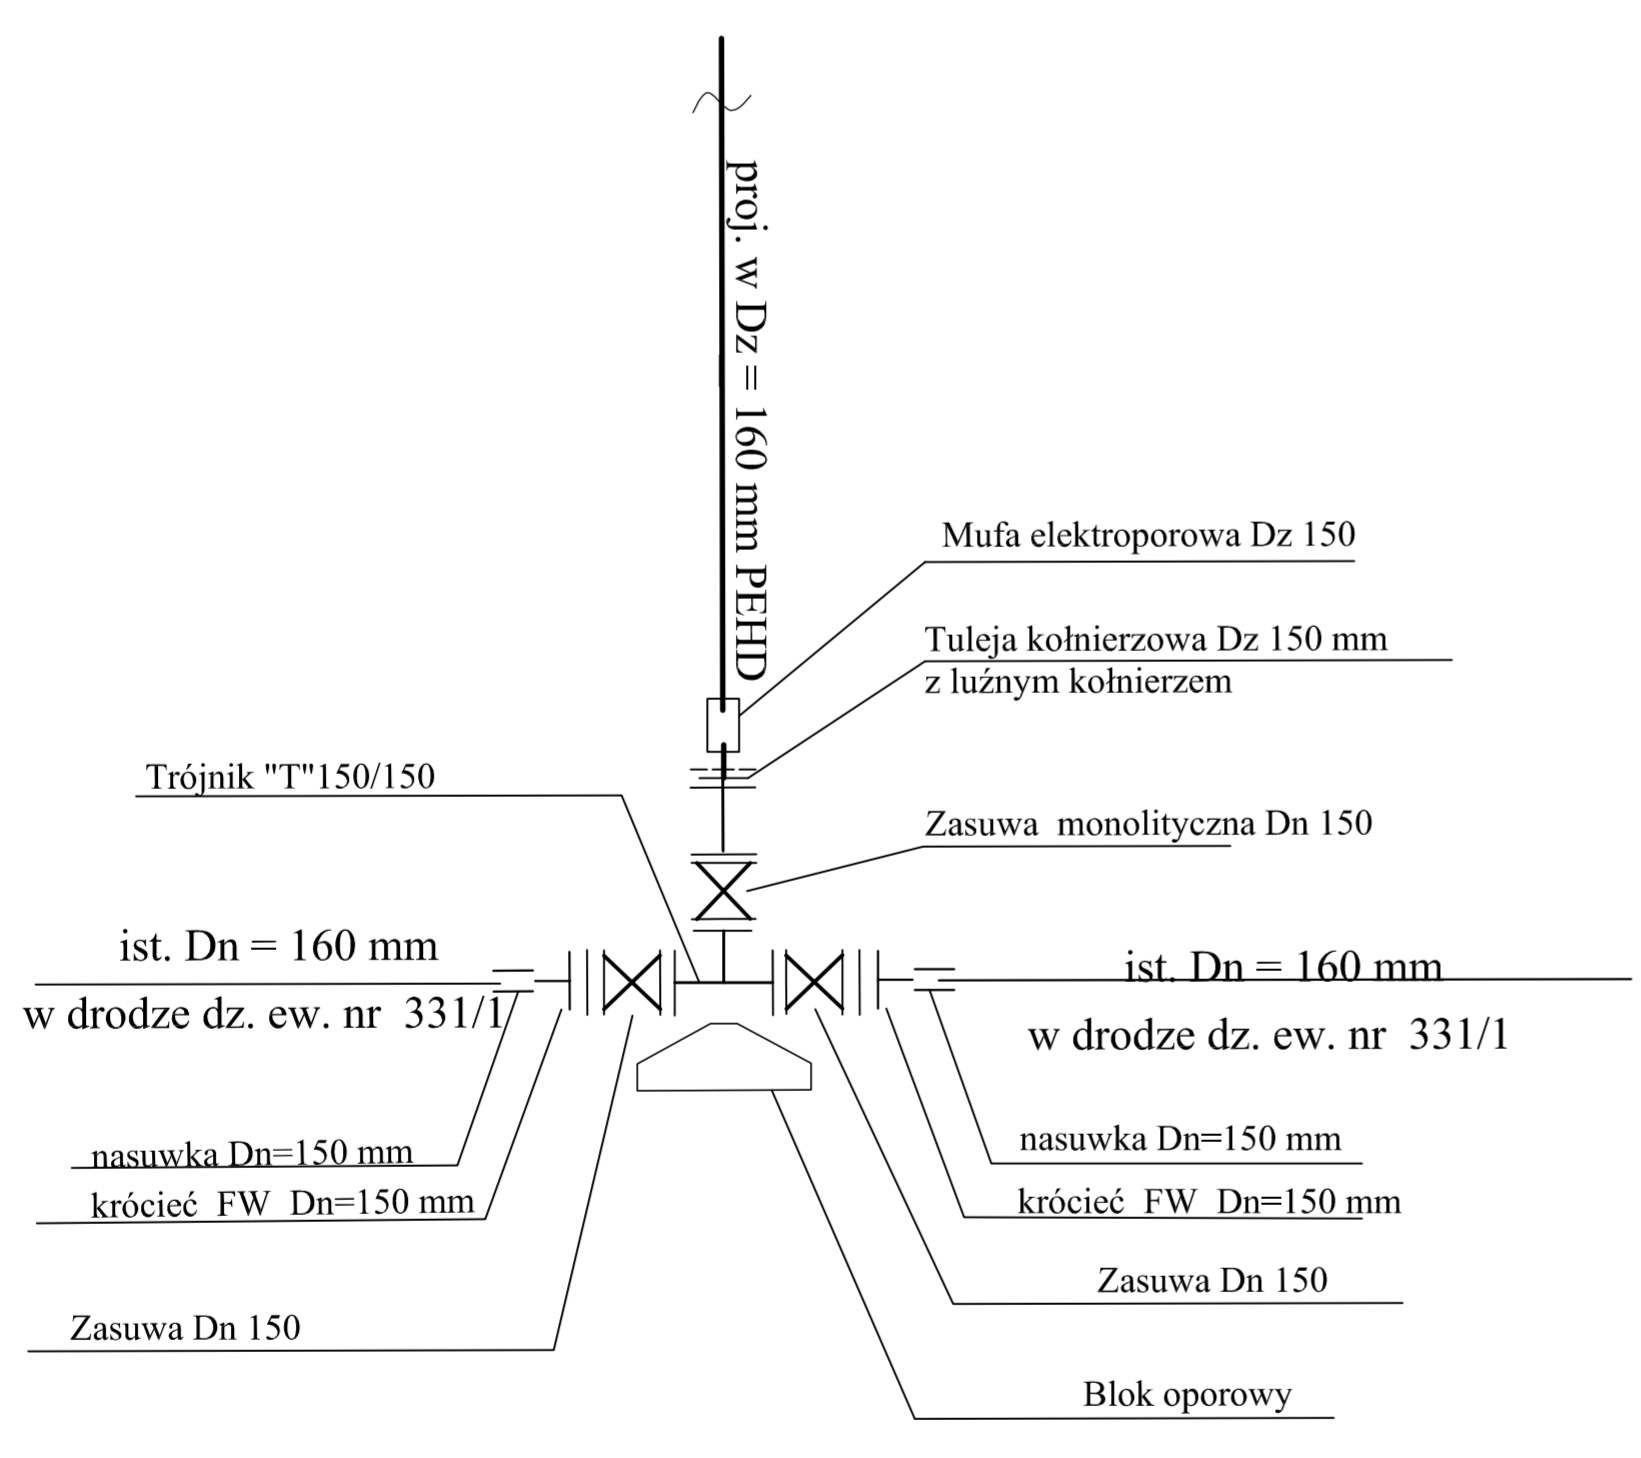 proj. w Dz = 160 mm PEHD
Mufa elektroporowa Dz 150
Tuleja kołnierzowa Dz 150 mm
z luźnym kołnierzem
Trójnik "T"150/150
Zasuwa monolityczna Dn 150
ist. Dn = 160 mm
w drodze dz. ew. nr 331/1
ist. Dn = 160 mm
w drodze dz. ew. nr 331/1
nasuwka Dn=150 mm
krócieć FW Dn=150 mm
Zasuwa Dn 150
nasuwka Dn=150 mm
krócieć FW Dn=150 mm
Zasuwa Dn 150
Blok oporowy